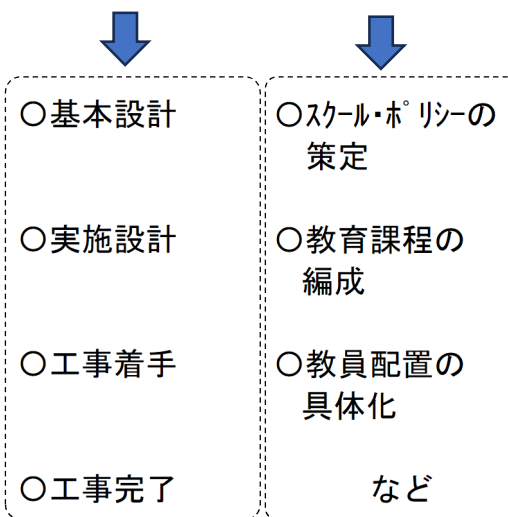 ○基本設計
○実施設計
○工事着手
○工事完了
○ｽｸｰﾙ・ﾎﾟﾘｼｰの
策定
○教育課程の
編成
○教員配置の
具体化
など